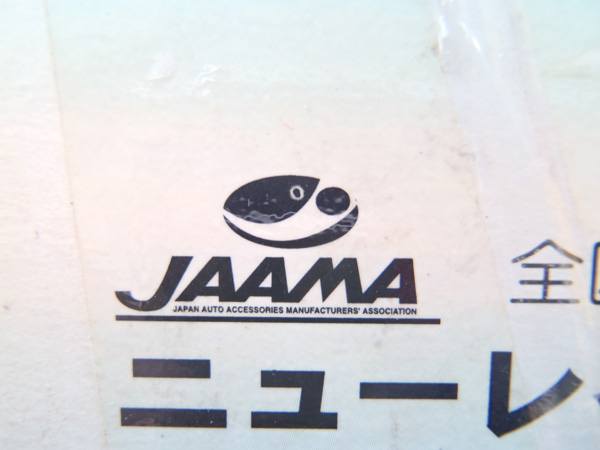 JAAMA
JAPAN AUTO ACCESSORIES MANUFACTURERS' ASSOCIATION
全
ニューレ